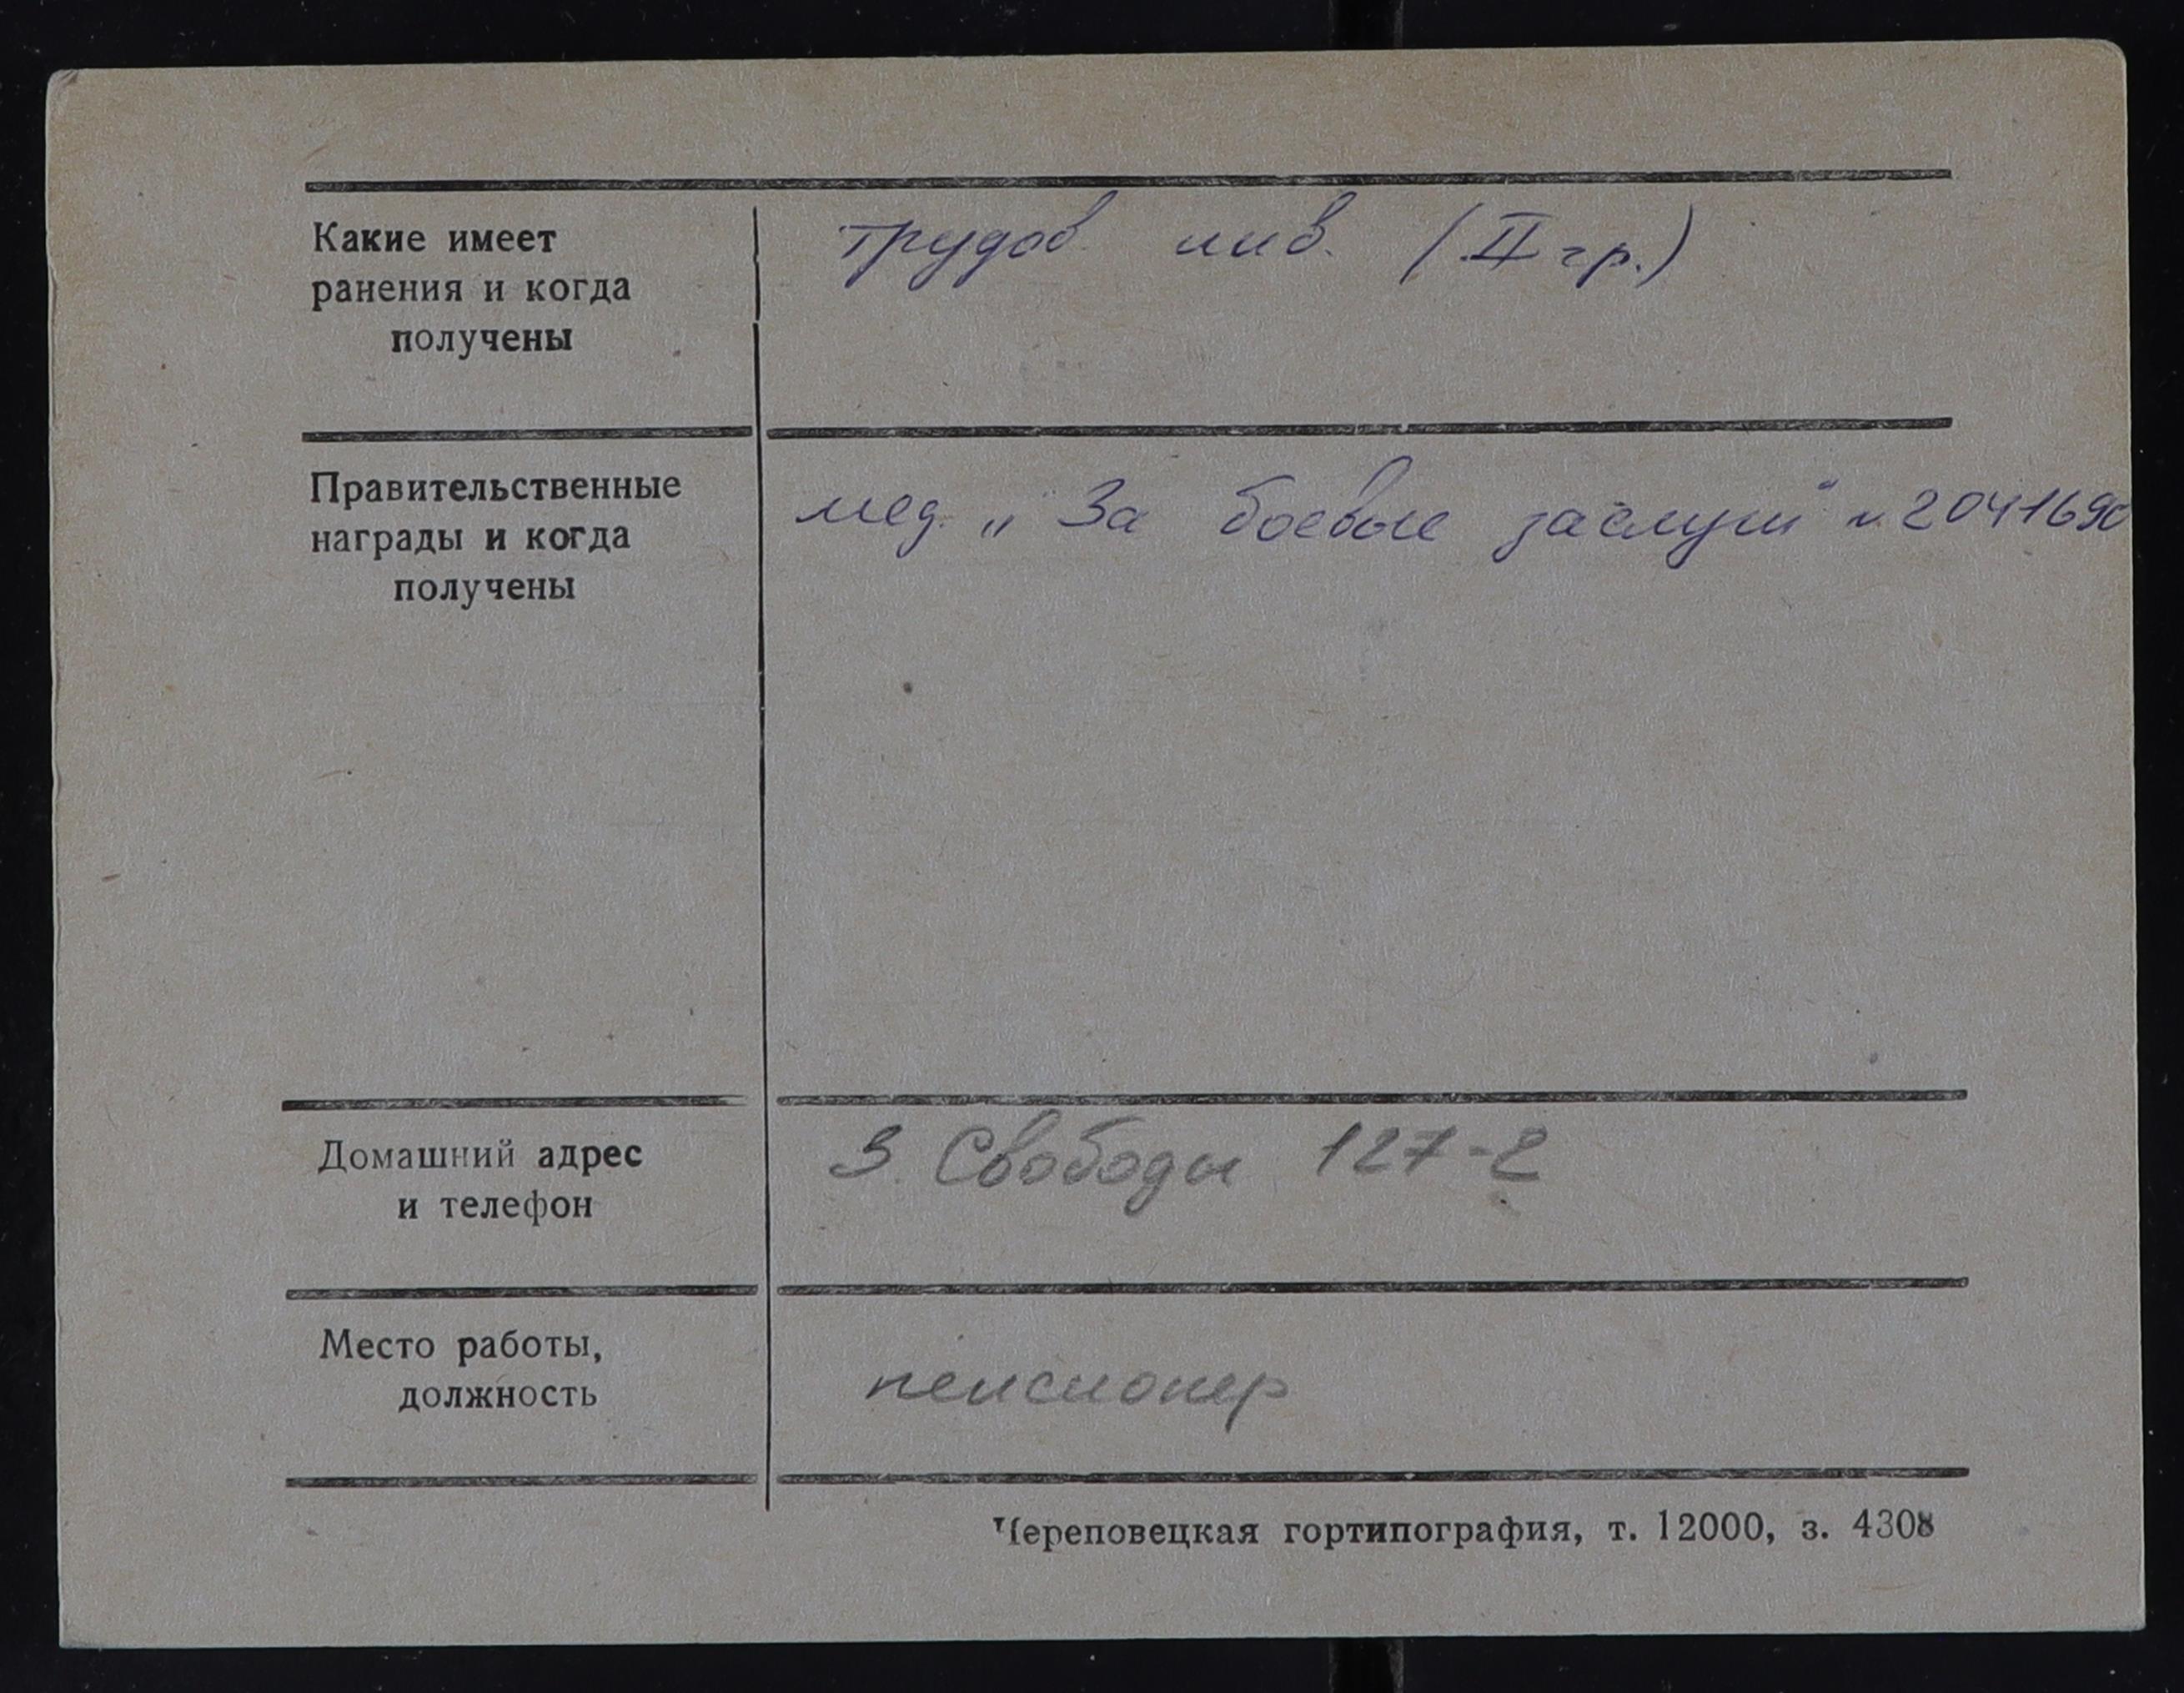 Какие имеет
ранения и когда
получены
трудов. инв. (II гр.)
Правительственные
награды и когда
получены
мед. „За боевые заслуги" № 2041690
Домашний адрес
и телефон
З. Свободы 127-2
Место работы,
должность
пенсионер
Череповецкая гортипография, т. 12000, з. 4308